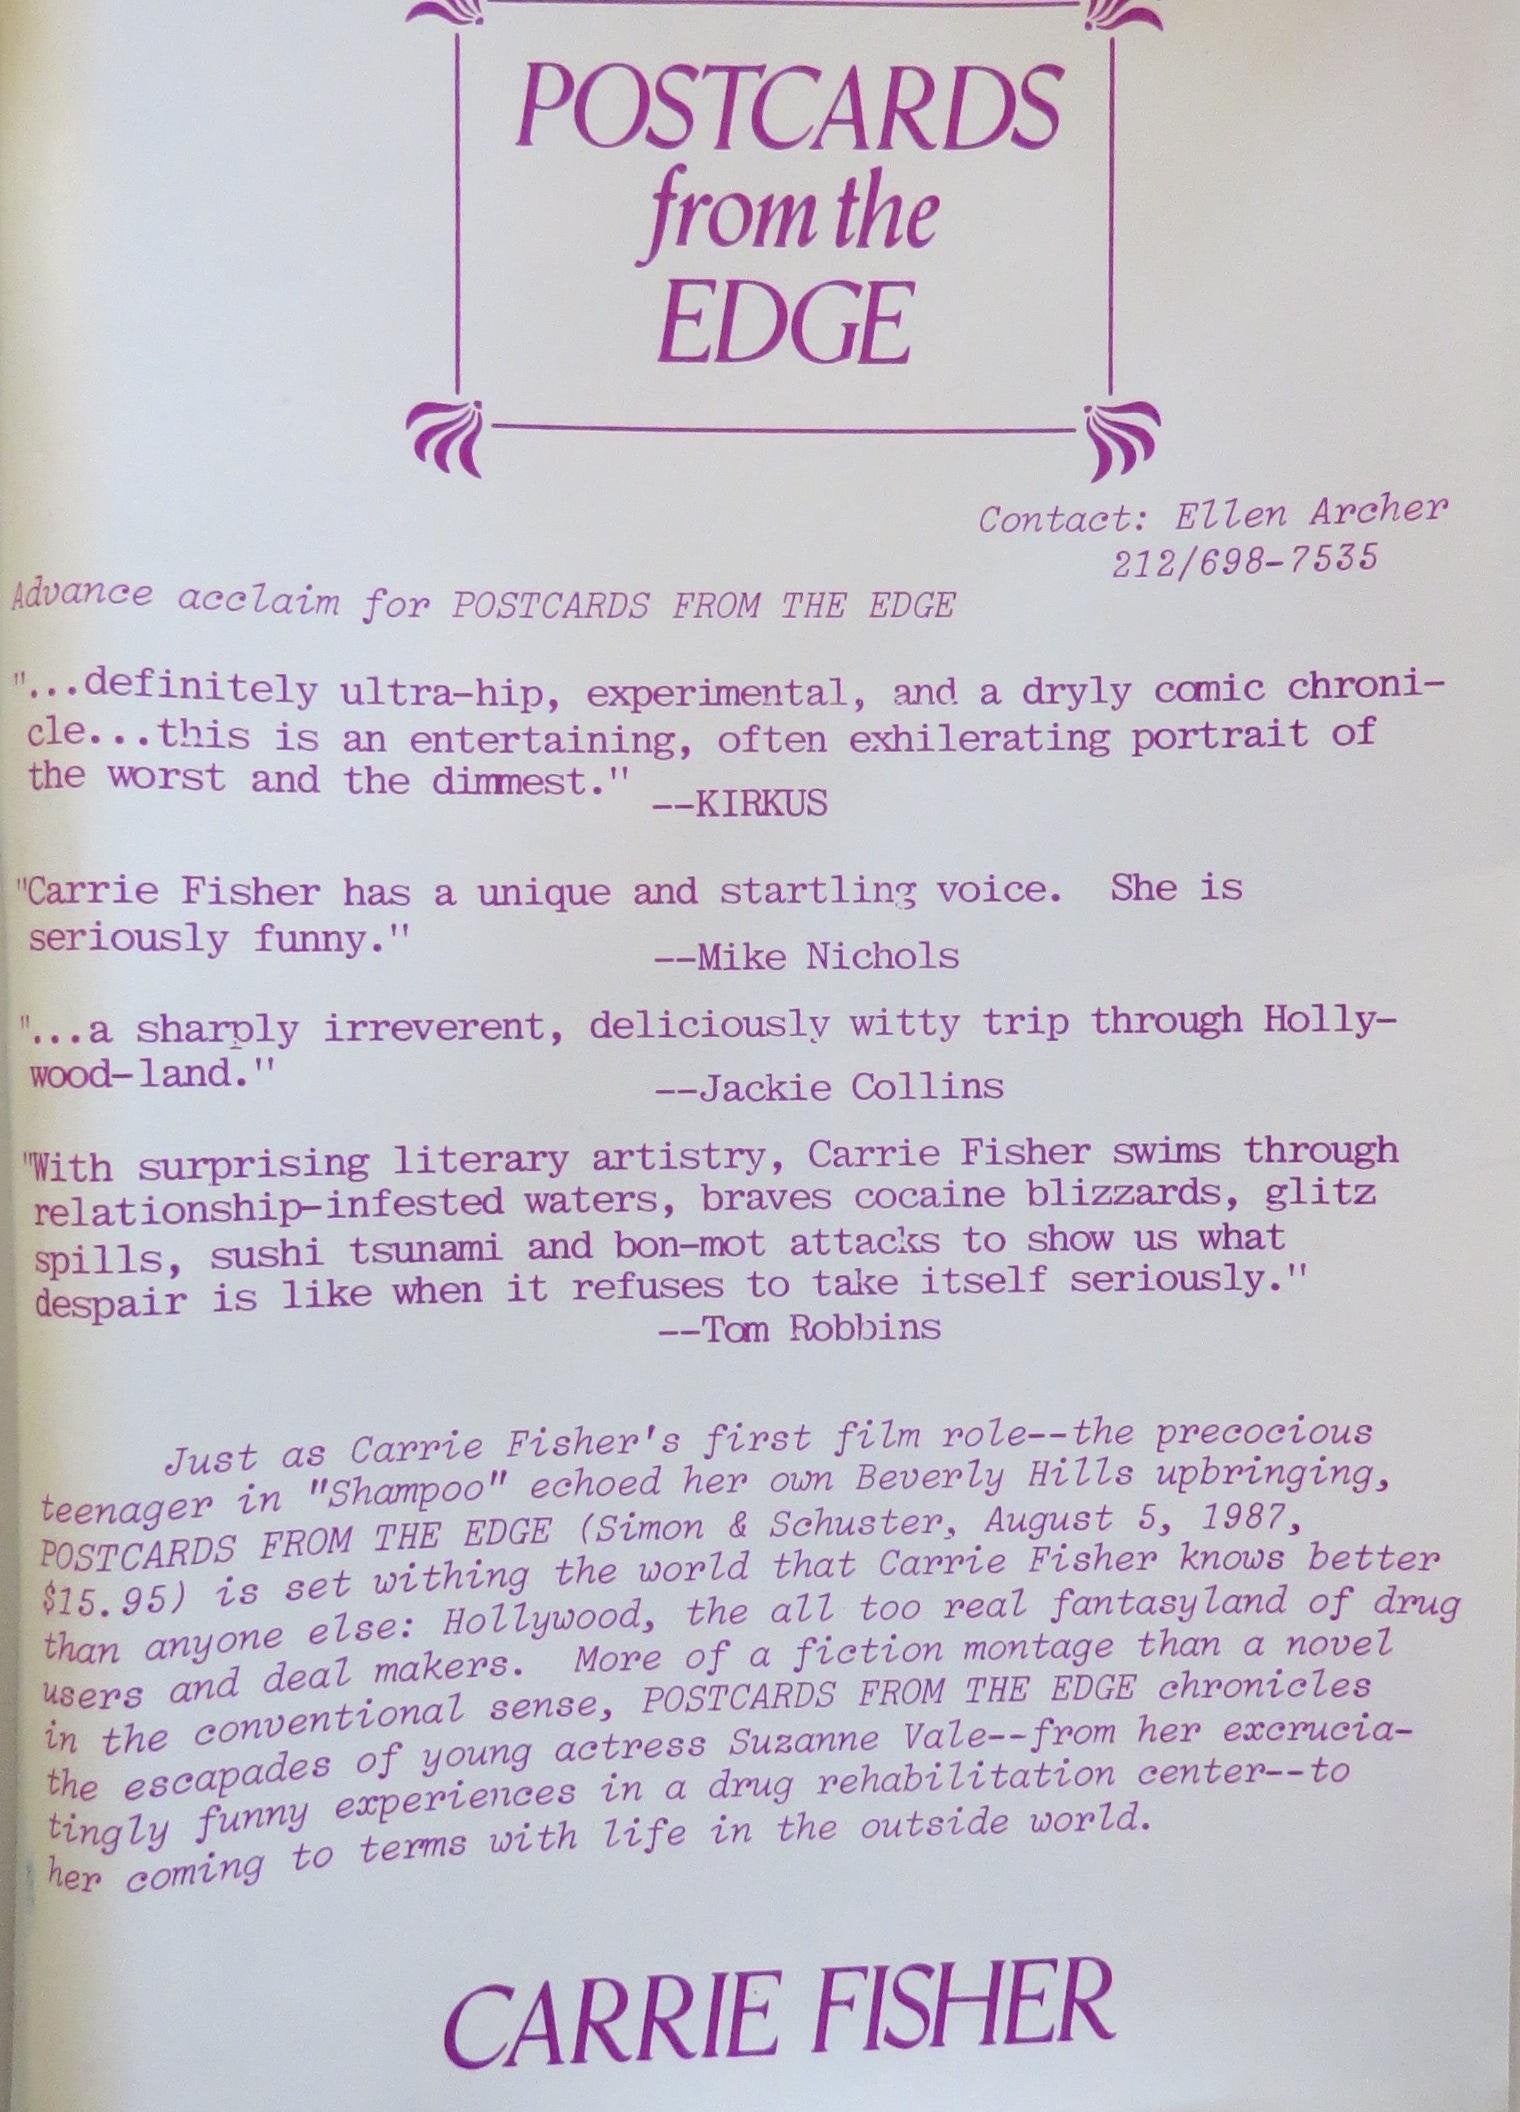 POSTCARDS
from the
EDGE
Contact: Ellen Archer
212/698-7535
Advance acclaim for POSTCARDS FROM THE EDGE
"...definitely ultra-hip, experimental, and a dryly comic chroni-
cle...this is an entertaining, often exhilerating portrait of
the worst and the dimmest."
--KIRKUS
"Carrie Fisher has a unique and startling voice.  She is
seriously funny."
--Mike Nichols
"...a sharply irreverent, deliciously witty trip through Holly-
wood-land."
--Jackie Collins
"With surprising literary artistry, Carrie Fisher swims through
relationship-infested waters, braves cocaine blizzards, glitz
spills, sushi tsunami and bon-mot attacks to show us what
despair is like when it refuses to take itself seriously."
--Tom Robbins
Just as Carrie Fisher's first film role--the precocious
teenager in "Shampoo" echoed her own Beverly Hills upbringing,
POSTCARDS FROM THE EDGE (Simon & Schuster, August 5, 1987,
$15.95) is set withing the world that Carrie Fisher knows better
than anyone else: Hollywood, the all too real fantasyland of drug
users and deal makers.  More of a fiction montage than a novel
in the conventional sense, POSTCARDS FROM THE EDGE chronicles
the escapades of young actress Suzanne Vale--from her excrucia-
tingly funny experiences in a drug rehabilitation center--to
her coming to terms with life in the outside world.
CARRIE FISHER